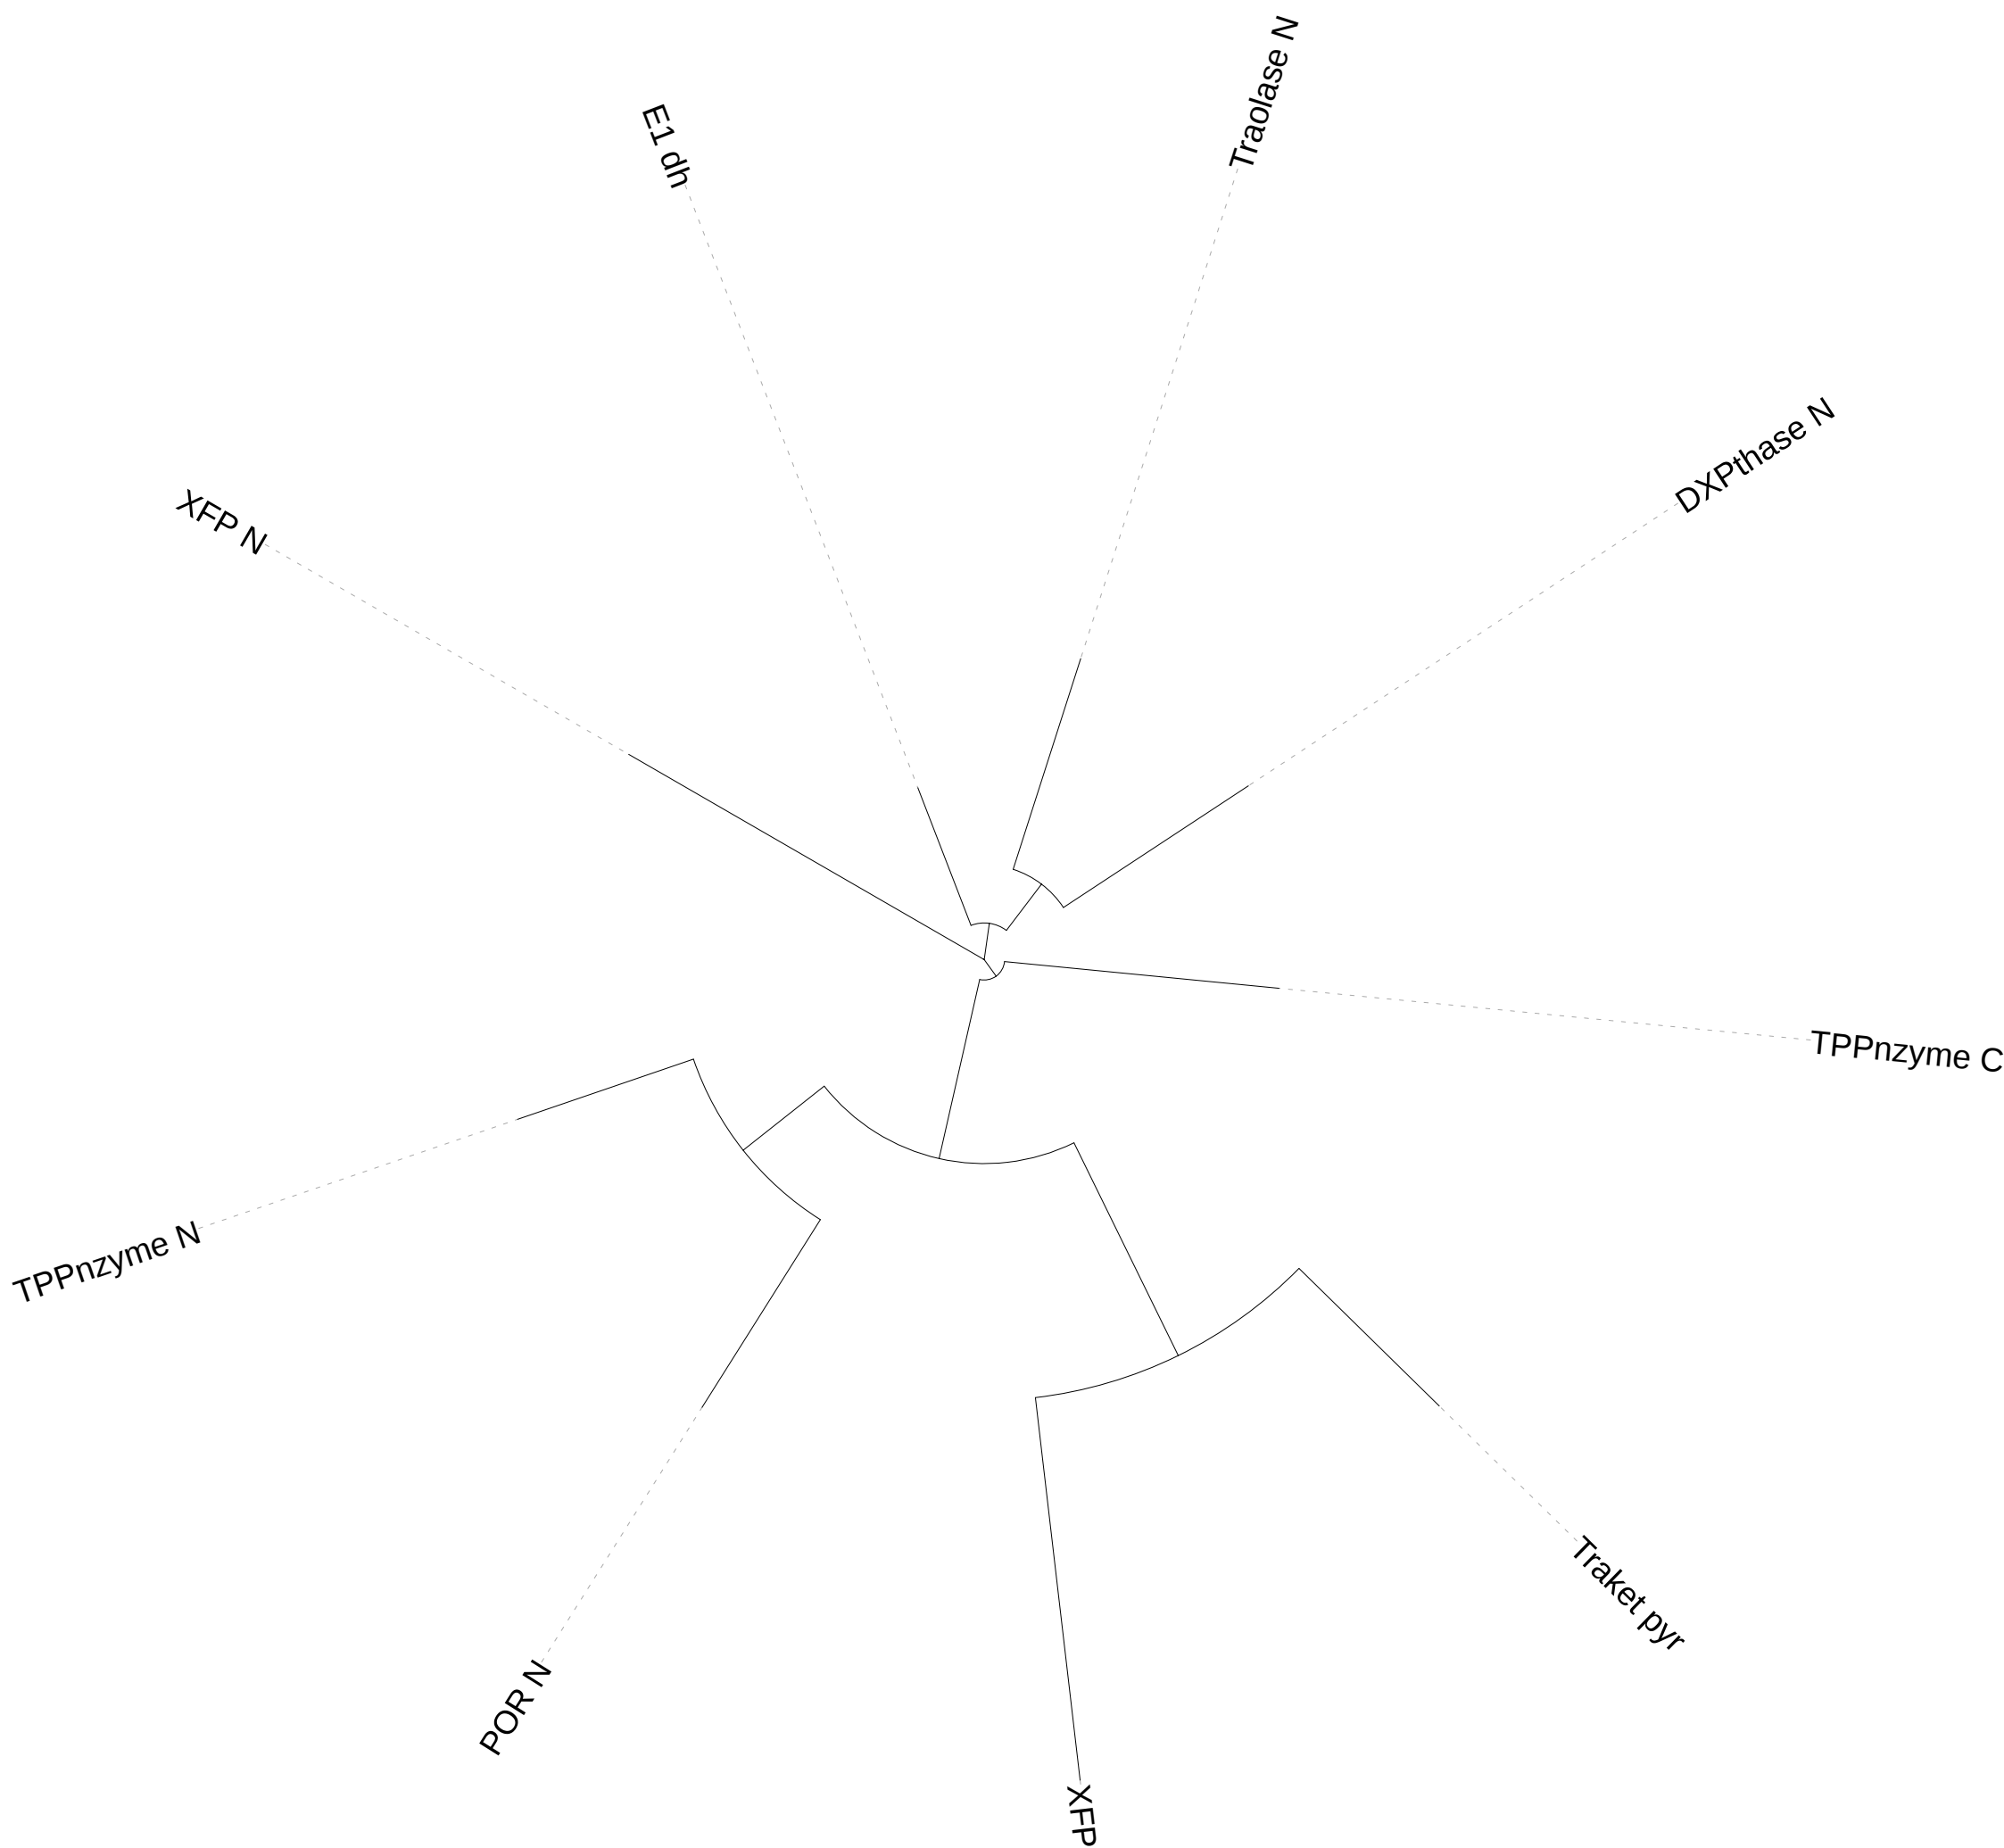 Traolase N
E1 dh
DXPthase N
XFP N
TPPnzyme C
TPPnzyme N
Traket pyr
POR N
XFP